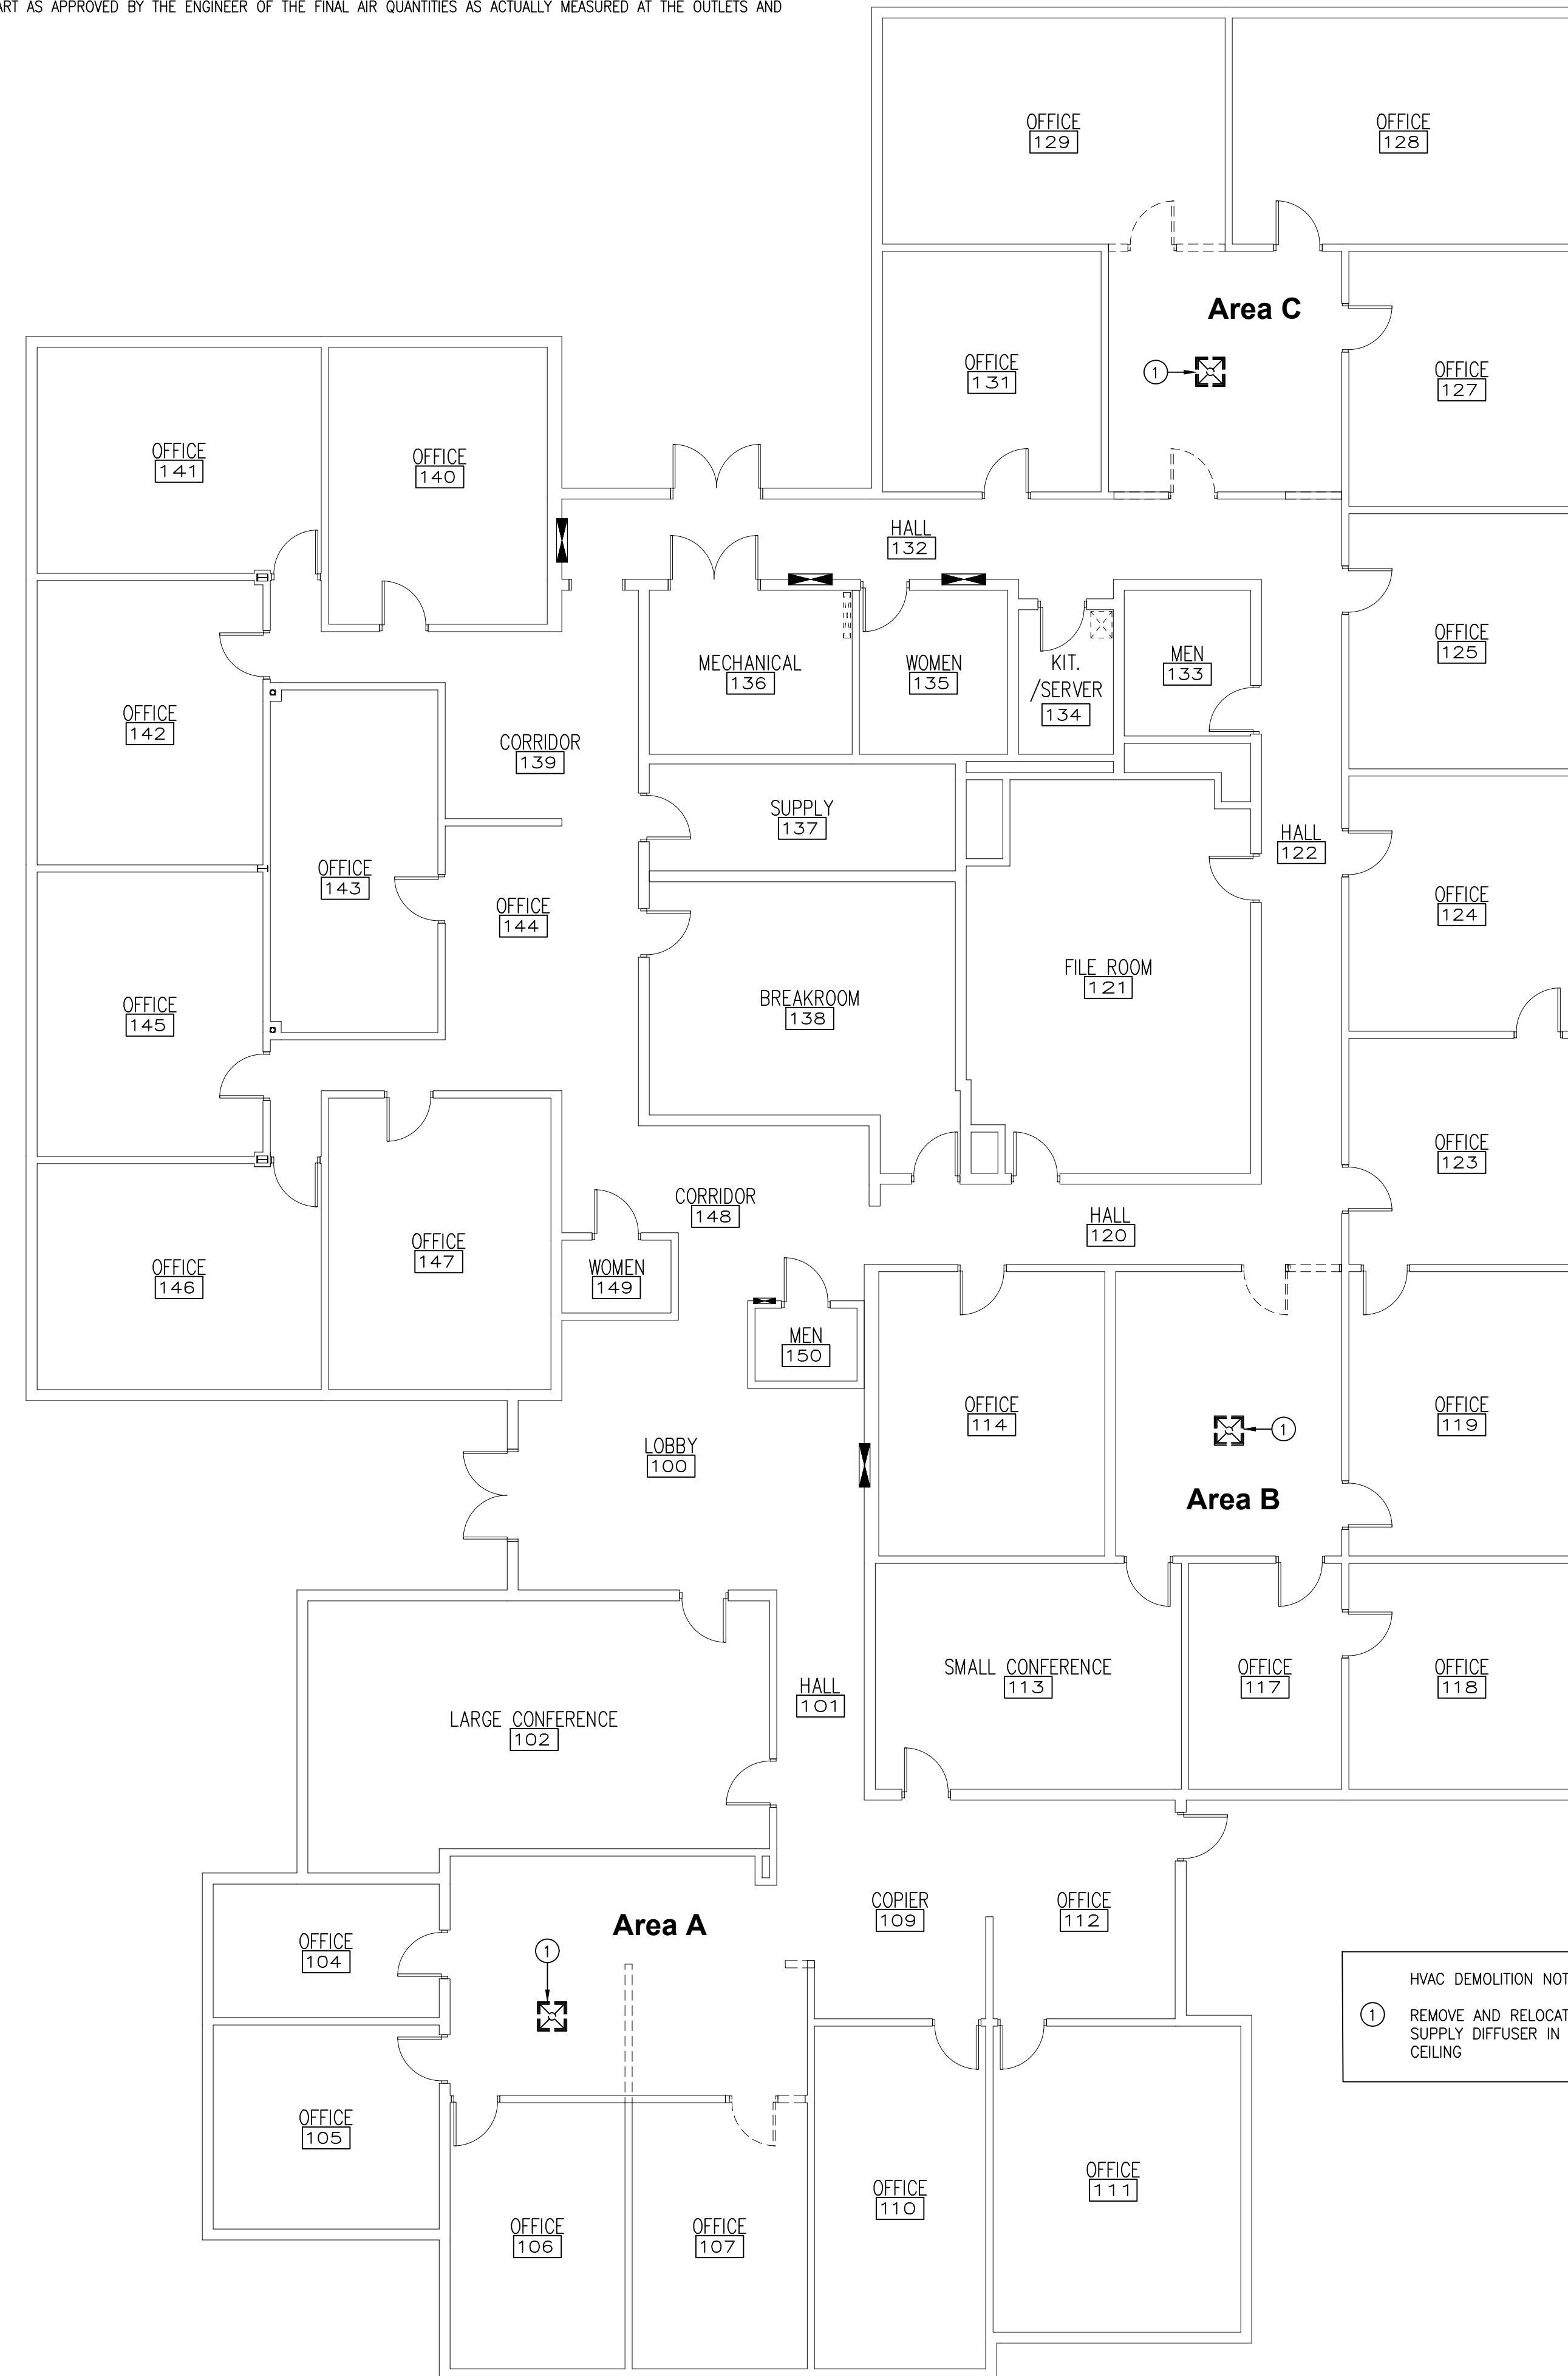 ART AS APPROVED BY THE ENGINEER OF THE FINAL AIR QUANTITIES AS ACTUALLY MEASURED AT THE OUTLETS AND
OFFICE
129
OFFICE
128
Area C
OFFICE
131
1
OFFICE
127
OFFICE
141
OFFICE
140
HALL
132
OFFICE
125
MECHANICAL
136
WOMEN
135
KIT.
/SERVER
134
MEN
133
OFFICE
142
CORRIDOR
139
SUPPLY
137
HALL
122
OFFICE
143
OFFICE
144
OFFICE
124
FILE ROOM
121
OFFICE
145
BREAKROOM
138
OFFICE
123
CORRIDOR
148
HALL
120
OFFICE
146
OFFICE
147
WOMEN
149
MEN
150
OFFICE
114
1
OFFICE
119
LOBBY
100
Area B
SMALL CONFERENCE
113
OFFICE
117
OFFICE
118
HALL
101
LARGE CONFERENCE
102
Area A
COPIER
109
OFFICE
112
OFFICE
104
1
HVAC DEMOLITION NOT
1
REMOVE AND RELOCAT
SUPPLY DIFFUSER IN
CEILING
OFFICE
105
OFFICE
106
OFFICE
107
OFFICE
110
OFFICE
111